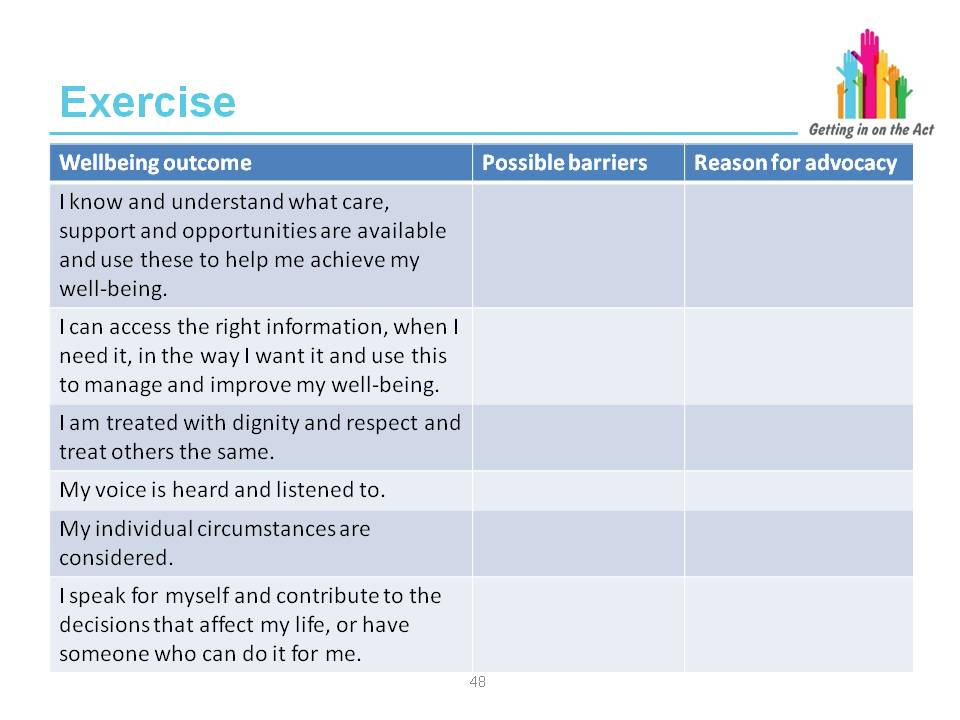 Getting in on the Act
Exercise
Wellbeing outcome Possible barriers Reason for advocacy
I know and understand what care,
support and opportunities are available
and use these to help me achieve my
well-being.
I can access the right information, when I
need it, in the way I want it and use this
to manage and improve my well-being.
I am treated with dignity and respect and
treat others the same.
My voice is heard and listened to.
My individual circumstances are
considered.
I speak for myself and contribute to the
decisions that affect my life, or have
someone who can do it for me.
48